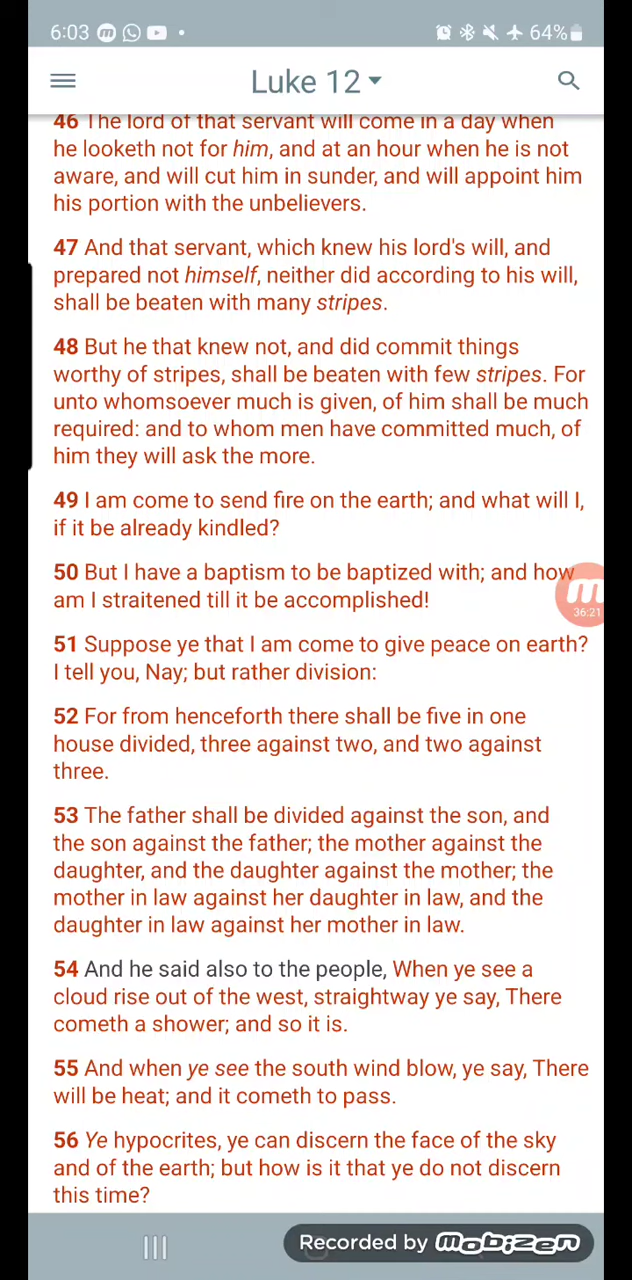 6:03 64%
Luke 12
46 The lord of that servant will come in a day when
he looketh not for him, and at an hour when he is not
aware, and will cut him in sunder, and will appoint him
his portion with the unbelievers.
47 And that servant, which knew his lord's will, and
prepared not himself, neither did according to his will,
shall be beaten with many stripes.
48 But he that knew not, and did commit things
worthy of stripes, shall be beaten with few stripes. For
unto whomsoever much is given, of him shall be much
required: and to whom men have committed much, of
him they will ask the more.
49 I am come to send fire on the earth; and what will I,
if it be already kindled?
50 But I have a baptism to be baptized with; and how
am I straitened till it be accomplished!
36:21
51 Suppose ye that I am come to give peace on earth?
I tell you, Nay; but rather division:
52 For from henceforth there shall be five in one
house divided, three against two, and two against
three.
53 The father shall be divided against the son, and
the son against the father; the mother against the
daughter, and the daughter against the mother; the
mother in law against her daughter in law, and the
daughter in law against her mother in law.
54 And he said also to the people, When ye see a
cloud rise out of the west, straightway ye say, There
cometh a shower; and so it is.
55 And when ye see the south wind blow, ye say, There
will be heat; and it cometh to pass.
56 Ye hypocrites, ye can discern the face of the sky
and of the earth; but how is it that ye do not discern
this time?
Recorded by mobizen